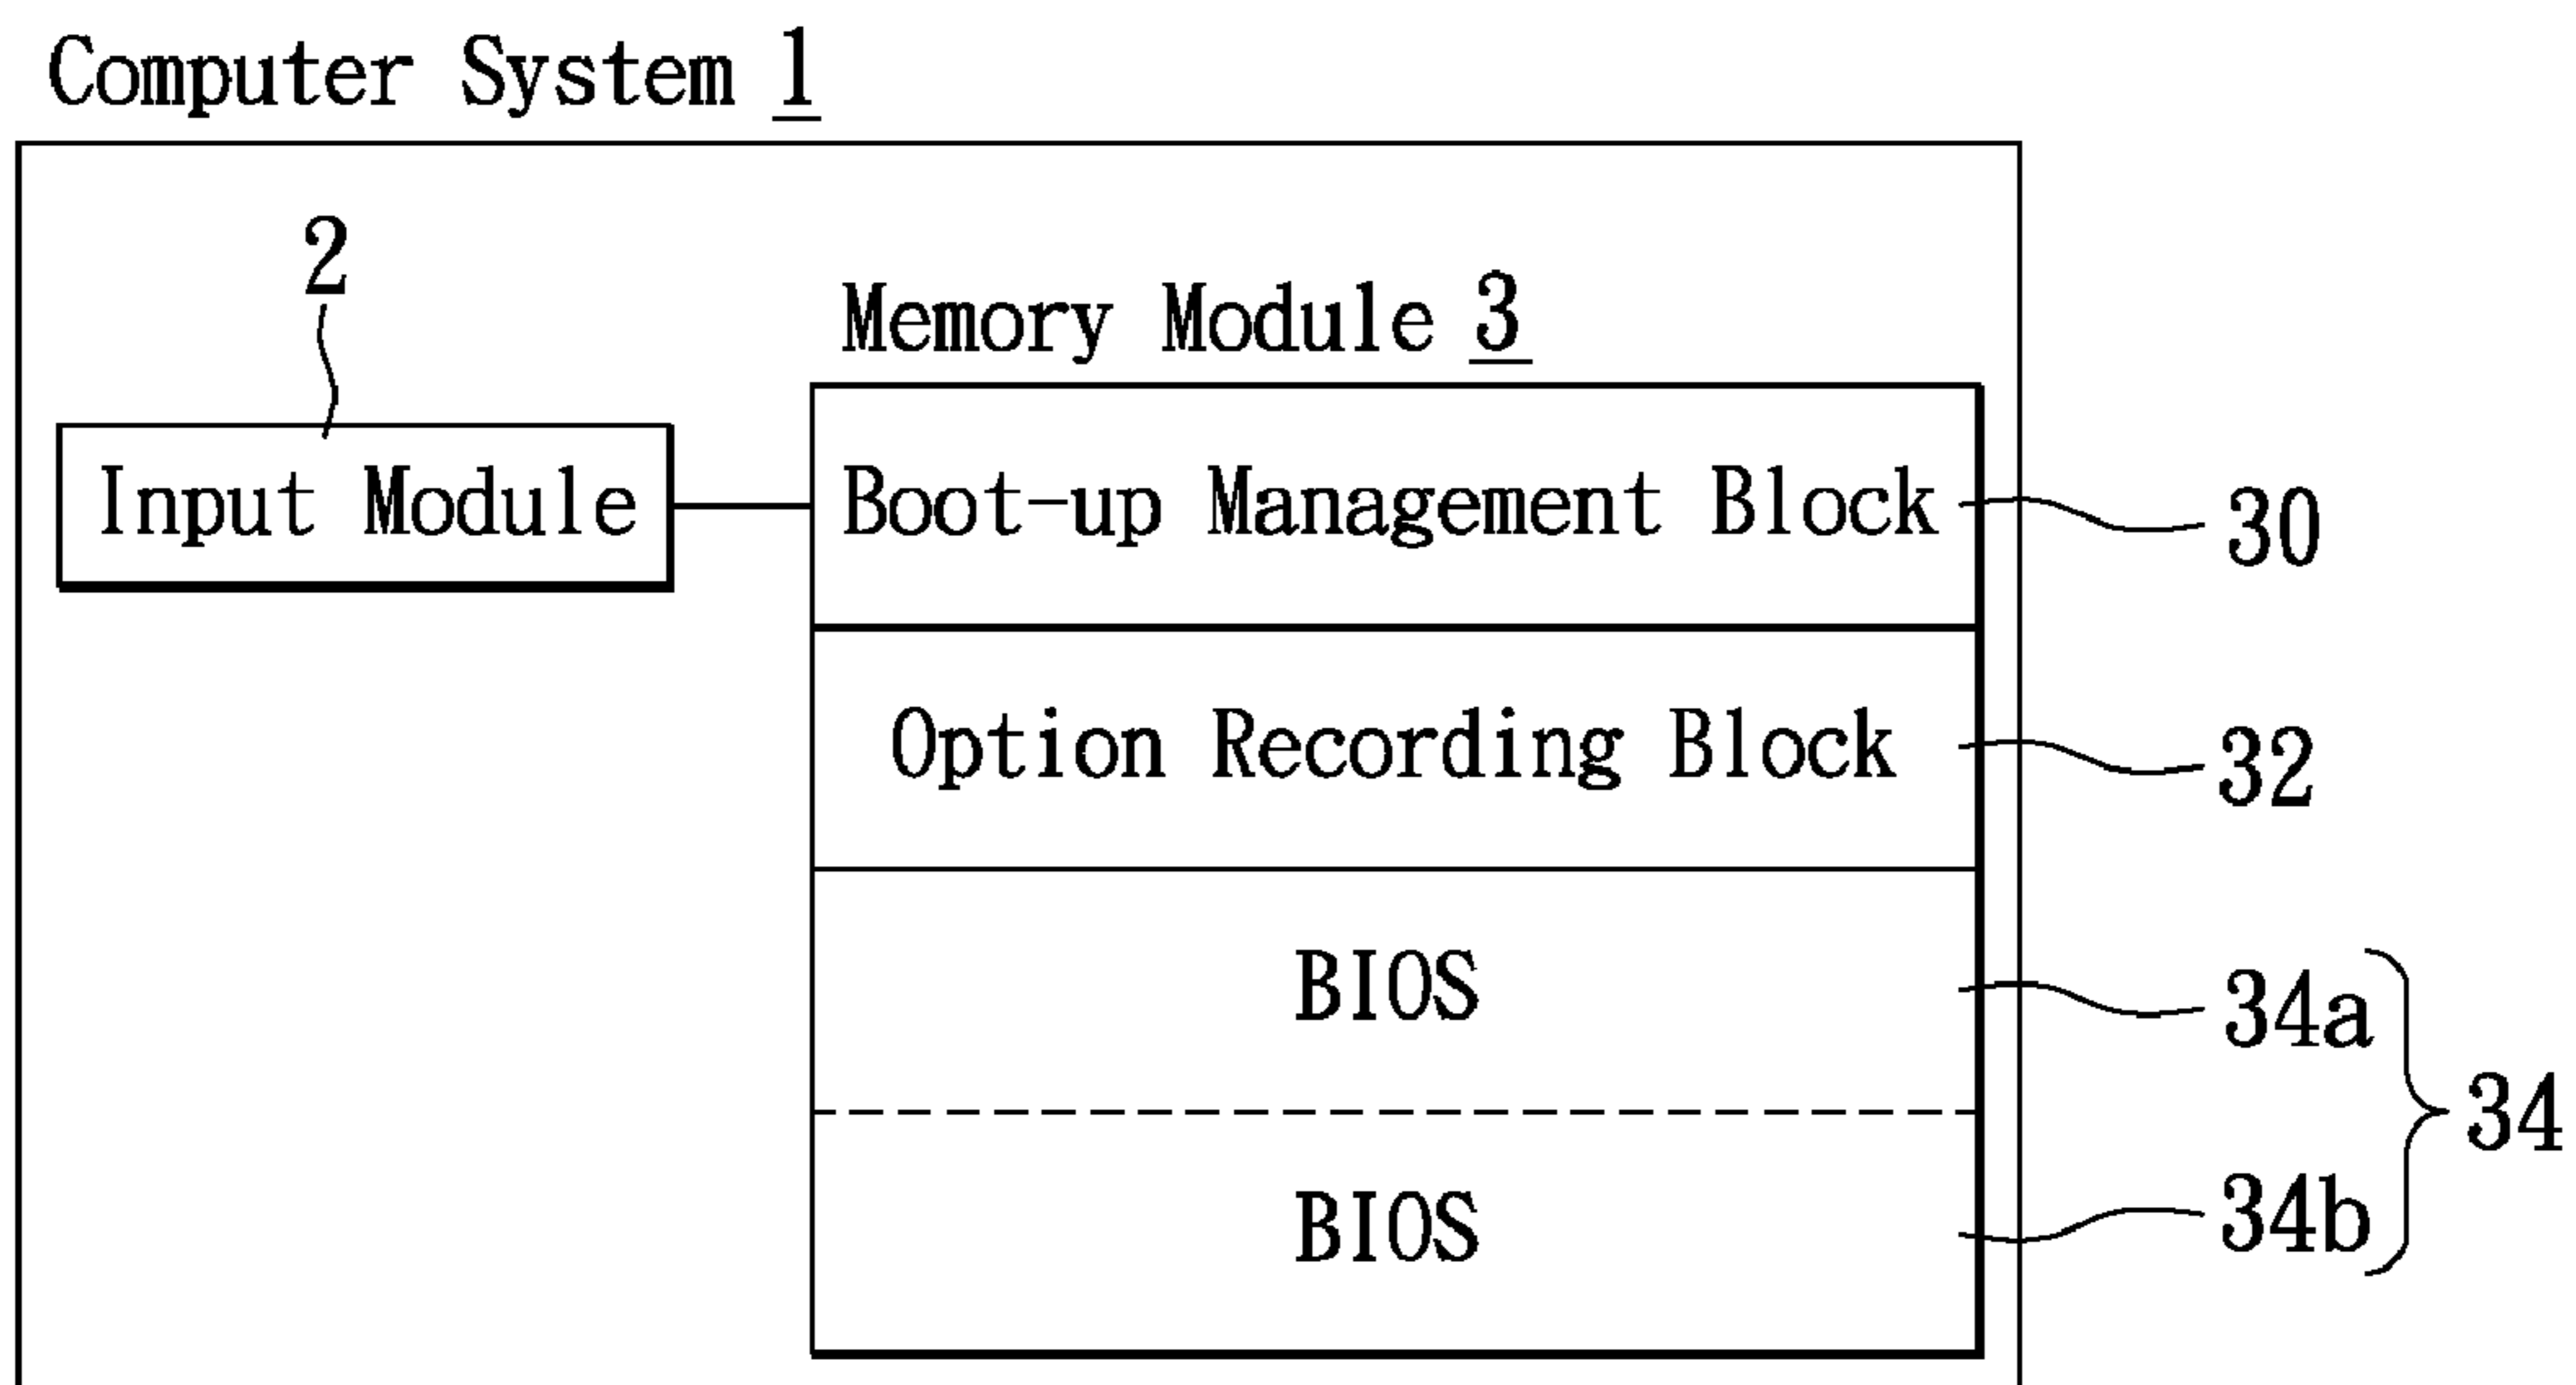 Computer System 1
2
Memory Module 3
Input Module
Boot-up Management Block
30
Option Recording Block
32
BIOS
34a
34
BIOS
34b